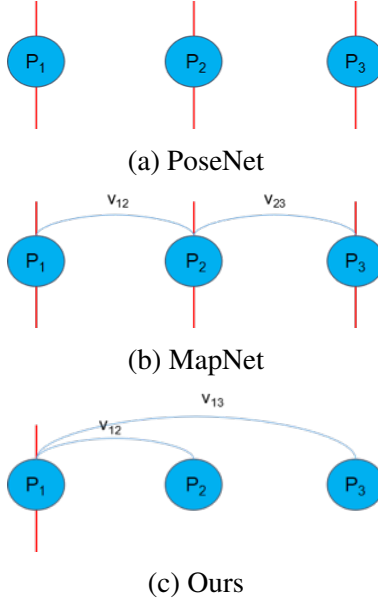 P₁ P₂ P₃
(a) PoseNet
v₁₂ v₂₃
P₁ P₂ P₃
(b) MapNet
v₁₃
v₁₂
P₁ P₂ P₃
(c) Ours